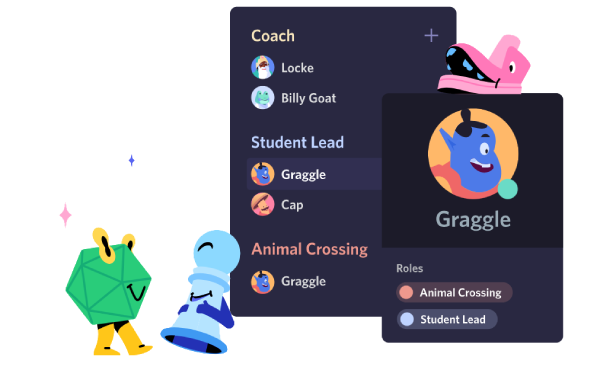 Coach
Locke
Billy Goat
Student Lead
Graggle
Cap
Animal Crossing
Graggle
Graggle
Roles
Animal Crossing
Student Lead